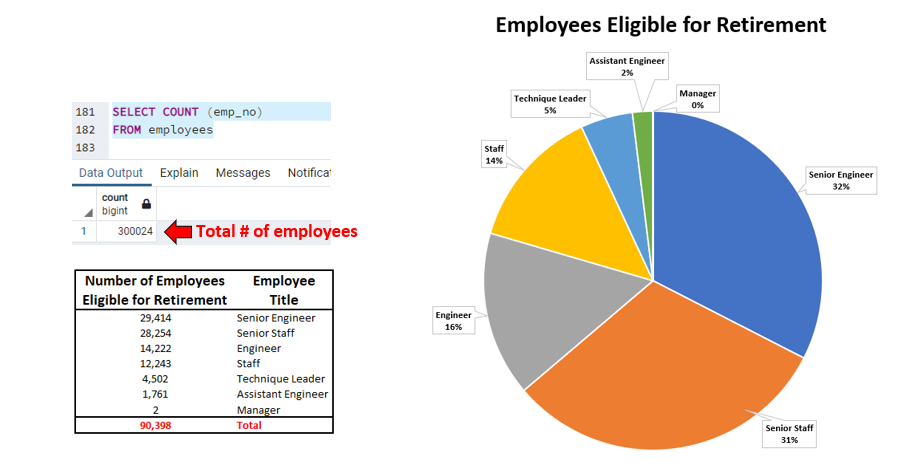 Employees Eligible for Retirement
181 SELECT COUNT (emp_no)
182 FROM employees
183
Data Output Explain Messages Notificat
count
bigint
1 300024
Total # of employees
Number of Employees Employee
Eligible for Retirement Title
29,414 Senior Engineer
28,254 Senior Staff
14,222 Engineer
12,243 Staff
4,502 Technique Leader
1,761 Assistant Engineer
2 Manager
90,398 Total
Assistant Engineer
2%
Manager
0%
Technique Leader
5%
Staff
14%
Senior Engineer
32%
Engineer
16%
Senior Staff
31%